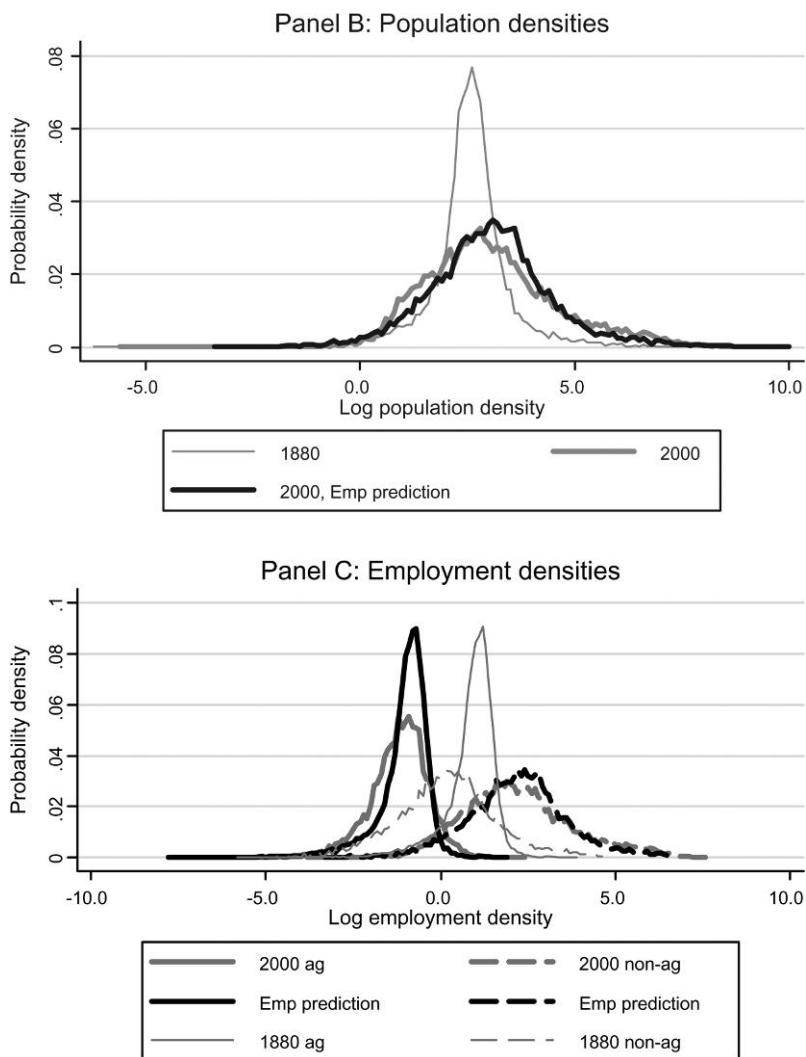 Panel B: Population densities
Probability density
.08
.06
.04
.02
0
-5.0 0.0 5.0 10.0
Log population density
1880 2000
2000, Emp prediction
Panel C: Employment densities
Probability density
.1
.08
.06
.04
.02
0
-10.0 -5.0 0.0 5.0 10.0
Log employment density
2000 ag 2000 non-ag
Emp prediction Emp prediction
1880 ag 1880 non-ag